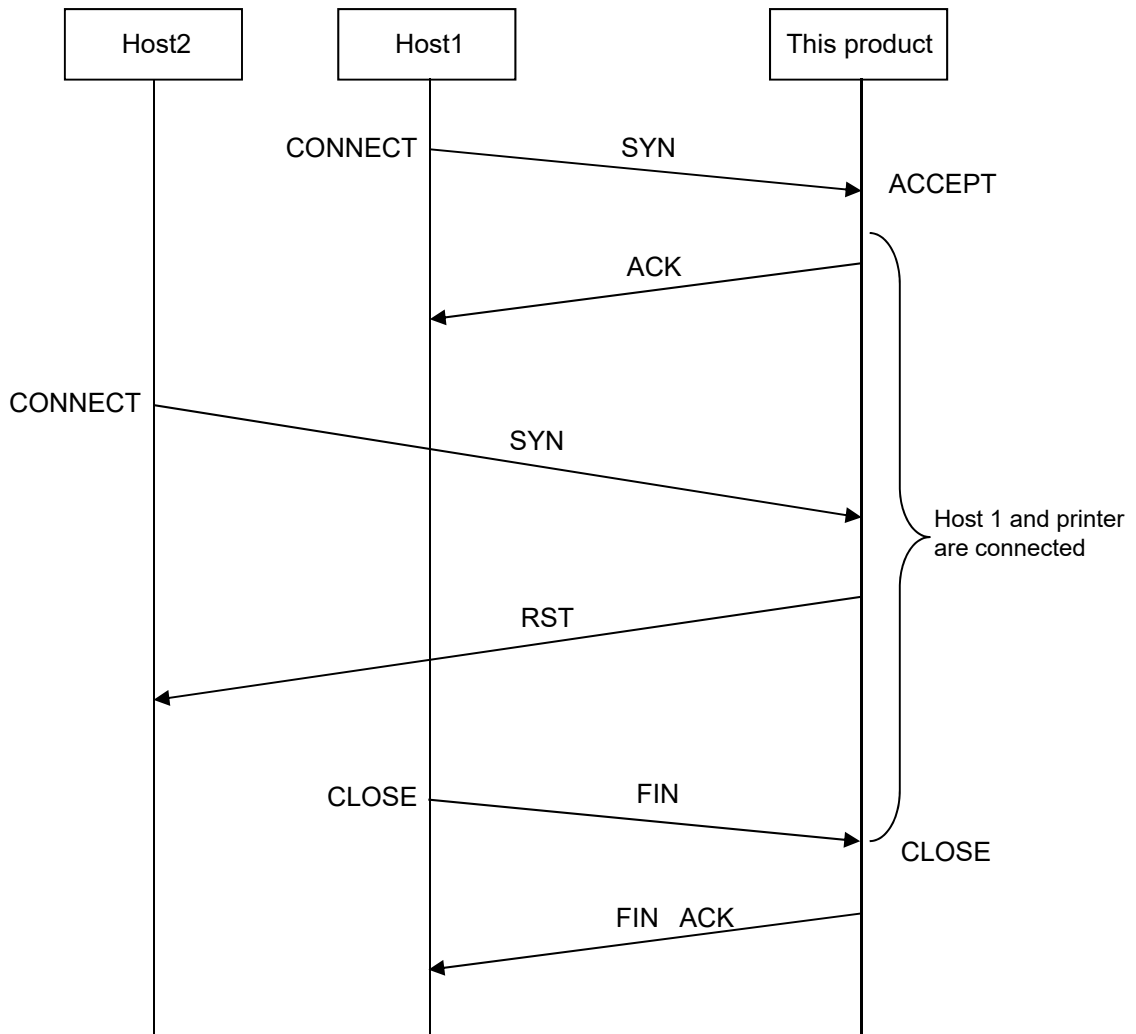 Host2
Host1
This product
CONNECT
SYN
ACCEPT
ACK
CONNECT
SYN
Host 1 and printer
are connected
RST
CLOSE
FIN
CLOSE
FIN ACK